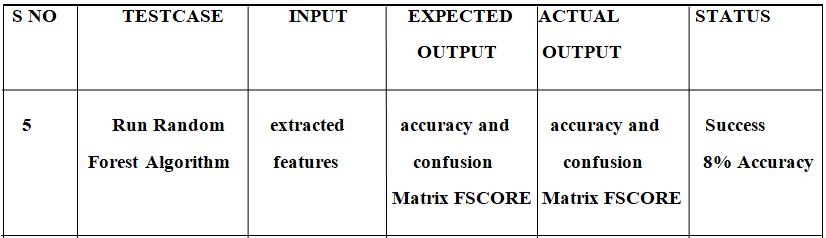 S NO TESTCASE INPUT EXPECTED ACTUAL STATUS
OUTPUT OUTPUT
5 Run Random extracted accuracy and accuracy and Success
Forest Algorithm features confusion confusion 8% Accuracy
Matrix FSCORE Matrix FSCORE